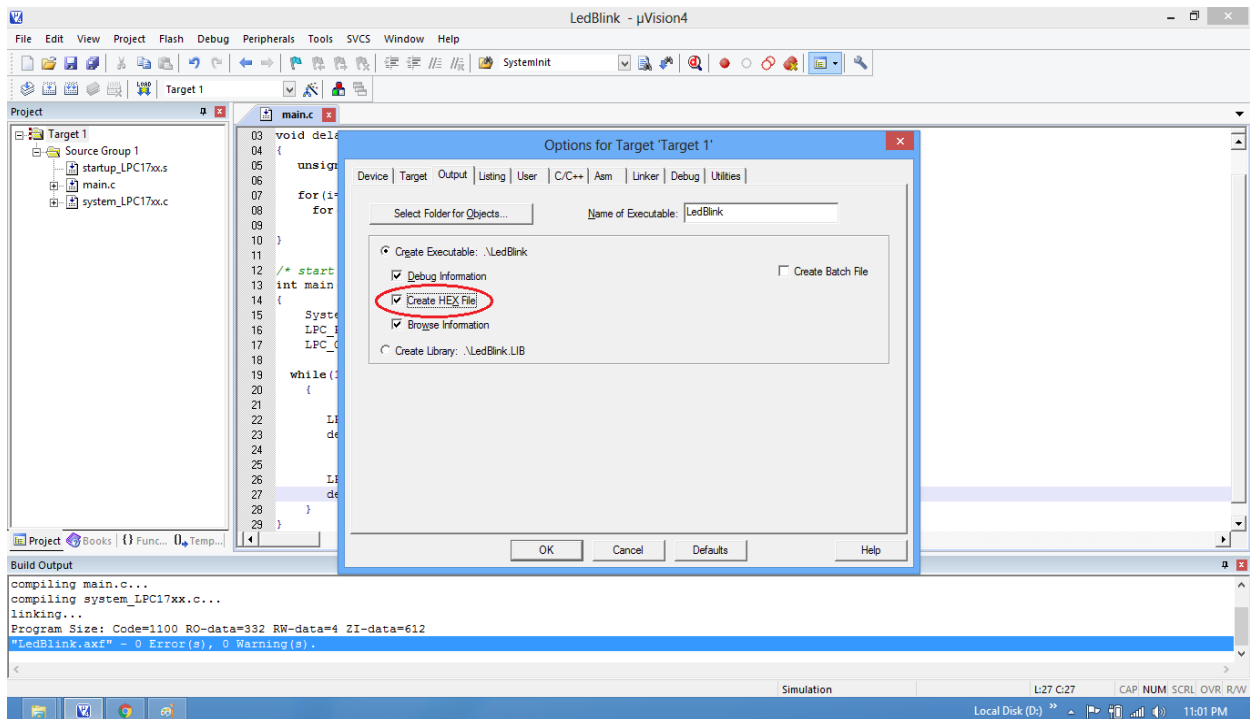 LedBlink - µVision4
File Edit View Project Flash Debug Peripherals Tools SVCS Window Help
SystemInit
LOAD Target 1
Project
Target 1
Source Group 1
startup_LPC17xx.s
main.c
system_LPC17xx.c
Project Books Func... Temp...
main.c
03 void dela
04 {
05 unsign
06
07 for(i=
08 for
09
10 }
11
12 /* start
13 int main
14 {
15 Syste
16 LPC_
17 LPC_
18
19 while(1
20 {
21
22 LP
23 de
24
25
26 LP
27 de
28 }
29 }
Options for Target 'Target 1'
Device Target Output Listing User C/C++ Asm Linker Debug Utilities
Select Folder for Objects... Name of Executable: LedBlink
Create Executable: .\LedBlink
Debug Information Create Batch File
Create HEX File
Browse Information
Create Library: .\LedBlink.LIB
OK Cancel Defaults Help
Build Output
compiling main.c...
compiling system_LPC17xx.c...
linking...
Program Size: Code=1100 RO-data=332 RW-data=4 ZI-data=612
"LedBlink.axf" - 0 Error(s), 0 Warning(s).
Simulation L:27 C:27 CAP NUM SCRL OVR R/W
Local Disk (D:) 11:01 PM